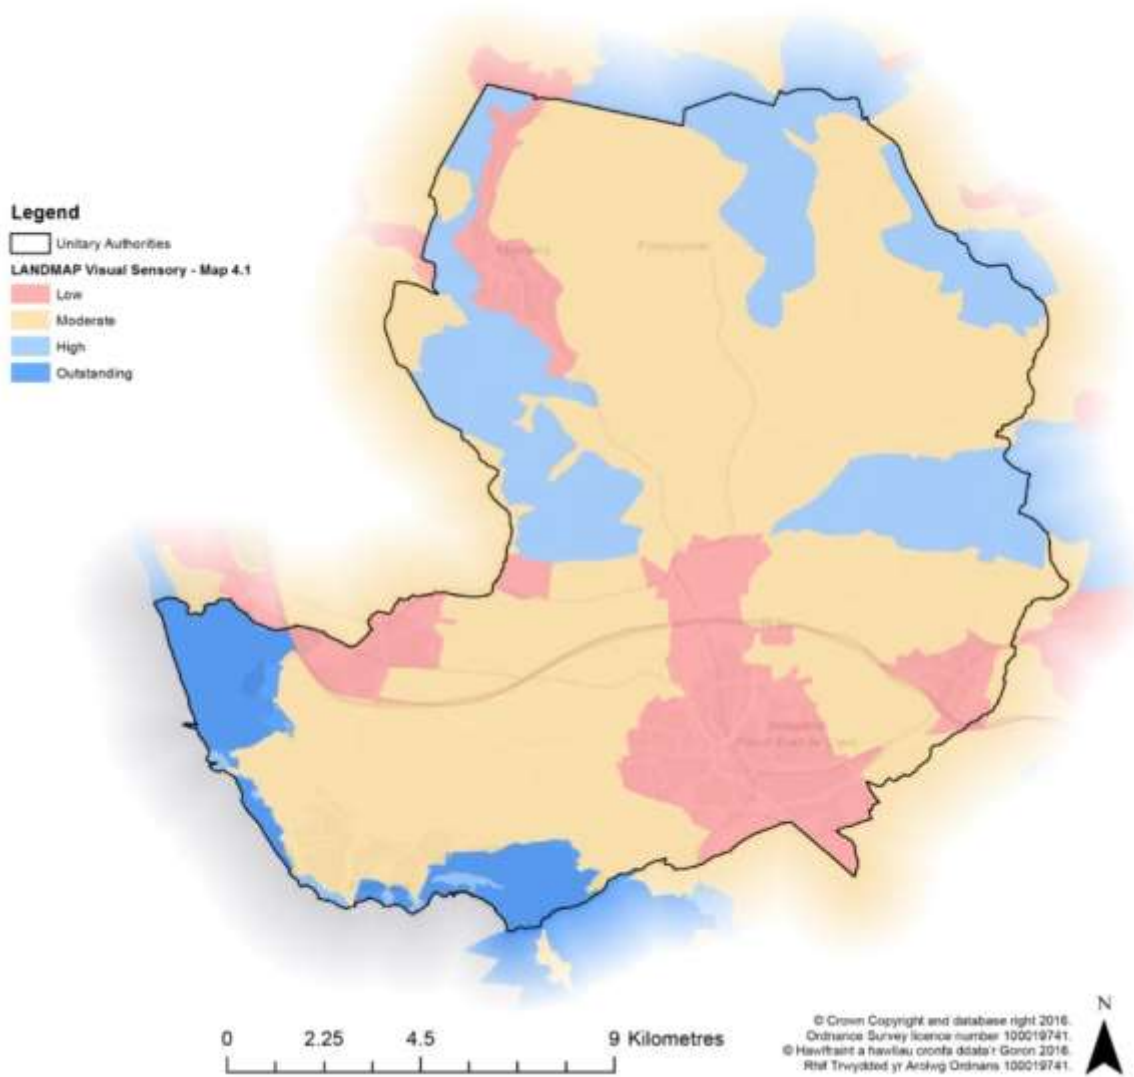 Legend
Unitary Authorities
LANDMAP Visual Sensory - Map 4.1
Low
Moderate
High
Outstanding
0 2.25 4.5 9 Kilometres
N
© Crown Copyright and database right 2016.
Ordnance Survey licence number 100019741.
© Hawlfraint a hawliau cronfa ddata'r Goron 2016.
Rhif Trwydded yr Arolwg Ordnans 100019741.